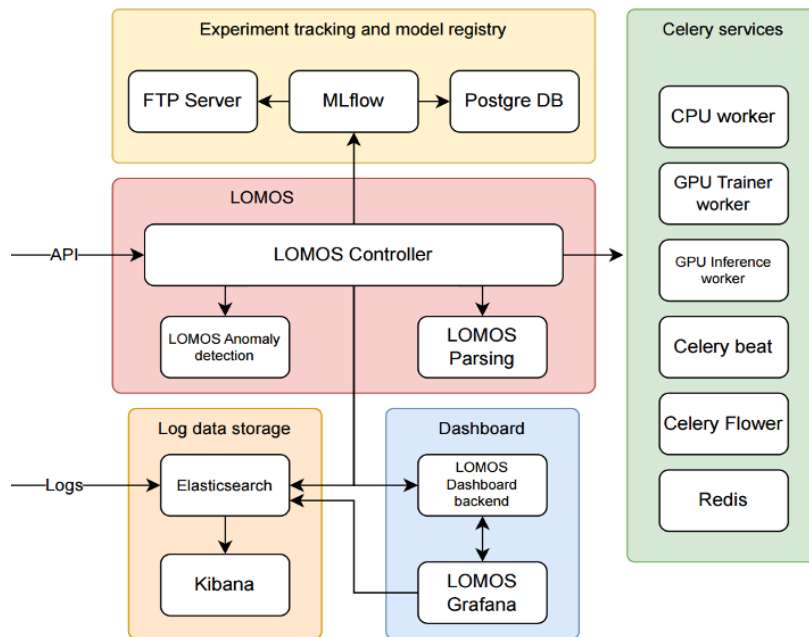 Experiment tracking and model registry
FTP Server
MLflow
Postgre DB
Celery services
CPU worker
GPU Trainer
worker
GPU Inference
worker
Celery beat
Celery Flower
Redis
LOMOS
API
LOMOS Controller
LOMOS Anomaly
detection
LOMOS
Parsing
Log data storage
Logs
Elasticsearch
Kibana
Dashboard
LOMOS
Dashboard
backend
LOMOS
Grafana